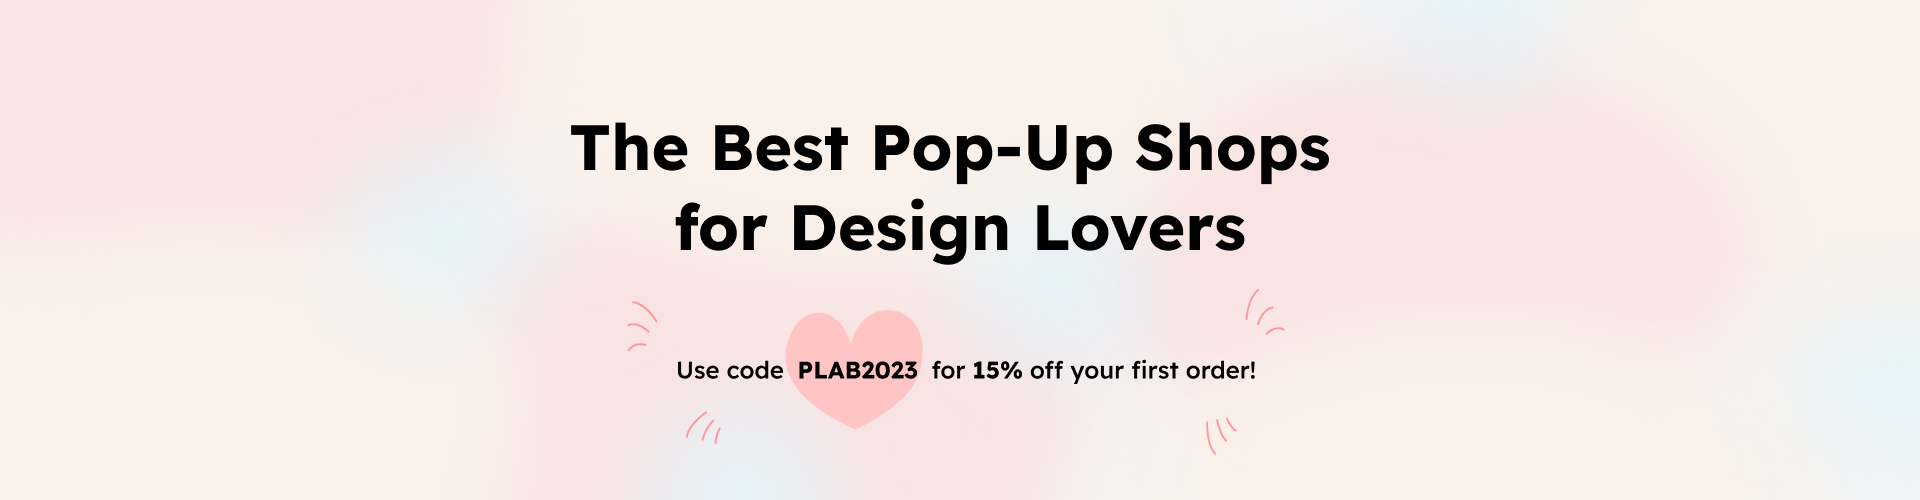 The Best Pop-Up Shops
for Design Lovers
Use code PLAB2023 for 15% off your first order!